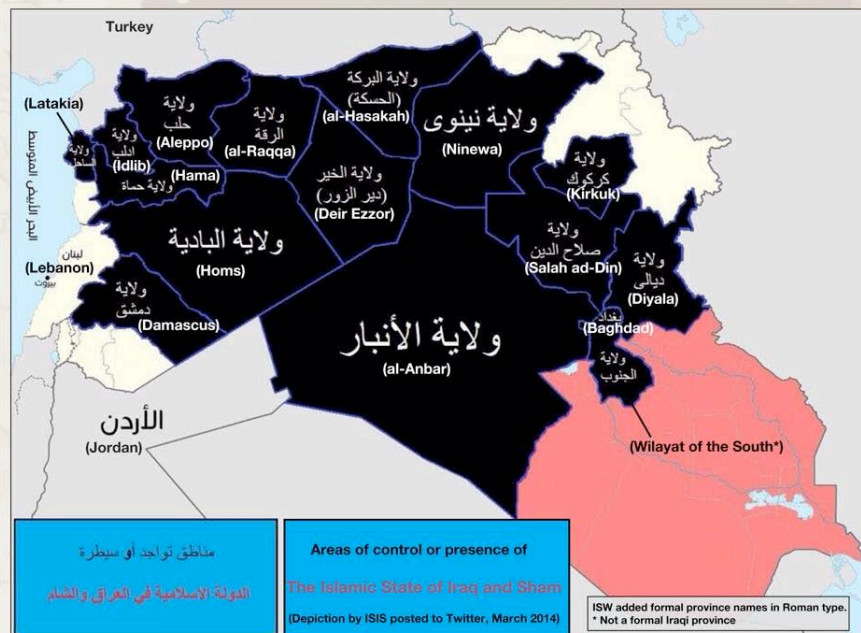 Turkey
(Latakia)
ولاية
الساحل
ولاية
ادلب
(Idlib)
ولاية
حلب
(Aleppo)
ولاية
الرقة
(al-Raqqa)
ولاية البركة
(الحسكة)
(al-Hasakah)
ولاية نينوى
(Ninewa)
ولاية
كركوك
(Kirkuk)
ولاية حماة
(Hama)
ولاية الخير
(دير الزور)
(Deir Ezzor)
البحر الأبيض المتوسط
ولاية البادية
(Homs)
ولاية
صلاح الدين
(Salah ad-Din)
ولاية
ديالى
(Diyala)
لبنان
(Lebanon)
بيروت
ولاية
دمشق
(Damascus)
بغداد
(Baghdad)
ولاية الأنبار
(al-Anbar)
ولاية
الجنوب
(Wilayat of the South*)
الأردن
(Jordan)
مناطق تواجد أو سيطرة
الدولة الاسلامية في العراق والشام
Areas of control or presence of
The Islamic State of Iraq and Sham
(Depiction by ISIS posted to Twitter, March 2014)
ISW added formal province names in Roman type.
* Not a formal Iraqi province